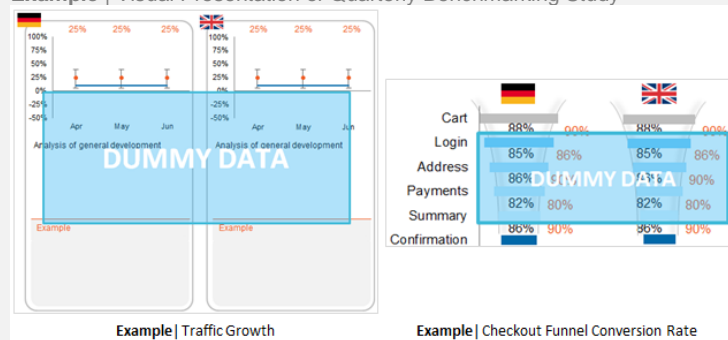 Example | Visual Presentation of Quarterly Benchmarking Study
25% 25% 25% 25% 25% 25%
100% 100%
75% 75%
50% 50%
25% 25%
0% 0%
-25% -25%
-50% -50%
Apr May Jun Apr May Jun
Analysis of general development Analysis of general development
DUMMY DATA
Example Example
Cart
88% 90% 88% 90%
Login
85% 86% 85% 86%
Address
86% 90% 86% 90%
DUMMY DATA
Payments
82% 80% 82% 80%
Summary
86% 90% 86% 90%
Confirmation
Example| Traffic Growth
Example| Checkout Funnel Conversion Rate